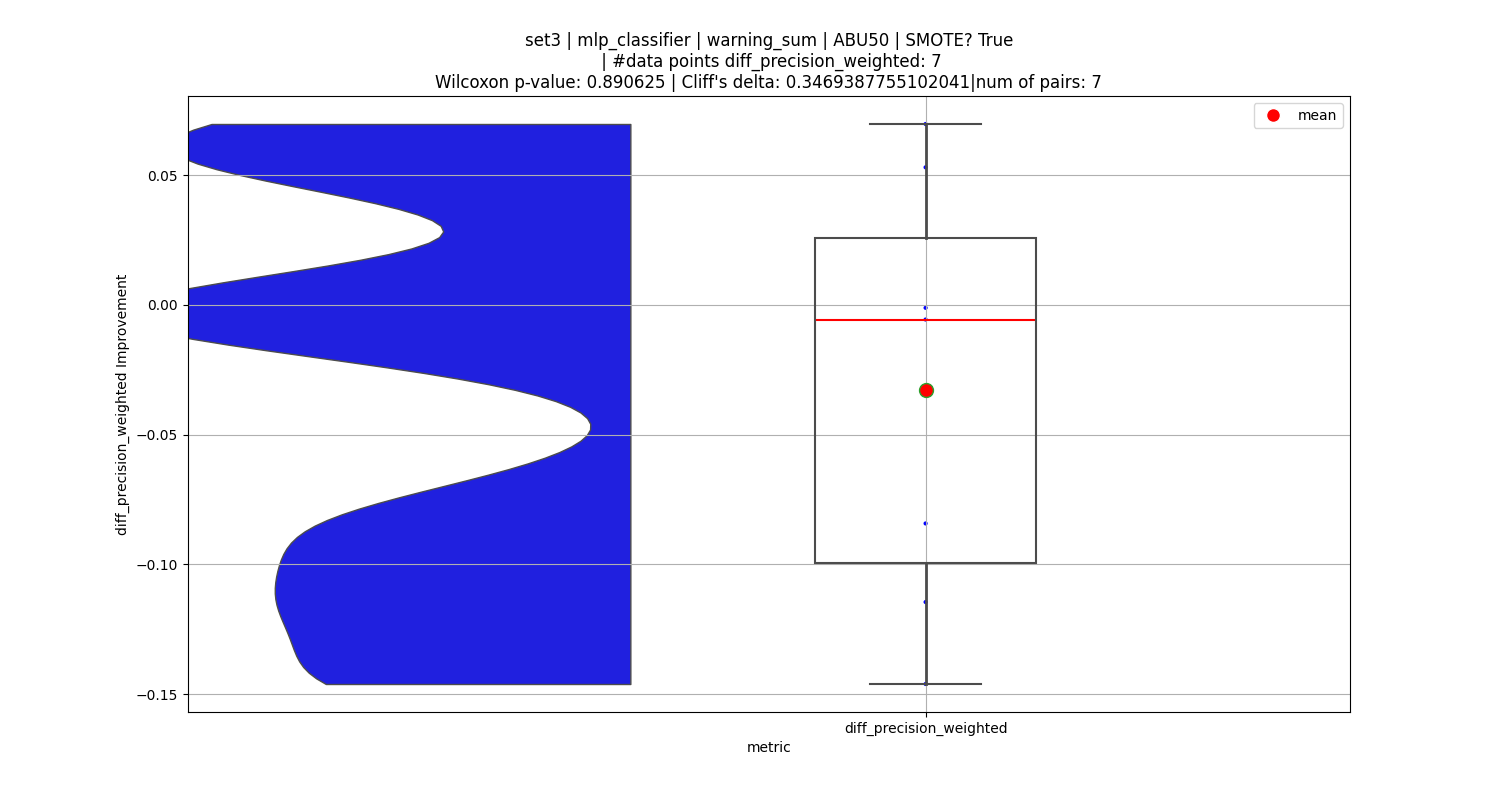 set3 | mlp_classifier | warning_sum | ABU50 | SMOTE? True
| #data points diff_precision_weighted: 7
Wilcoxon p-value: 0.890625 | Cliff's delta: 0.3469387755102041|num of pairs: 7
mean
0.05
0.00
−0.05
−0.10
−0.15
diff_precision_weighted Improvement
diff_precision_weighted
metric